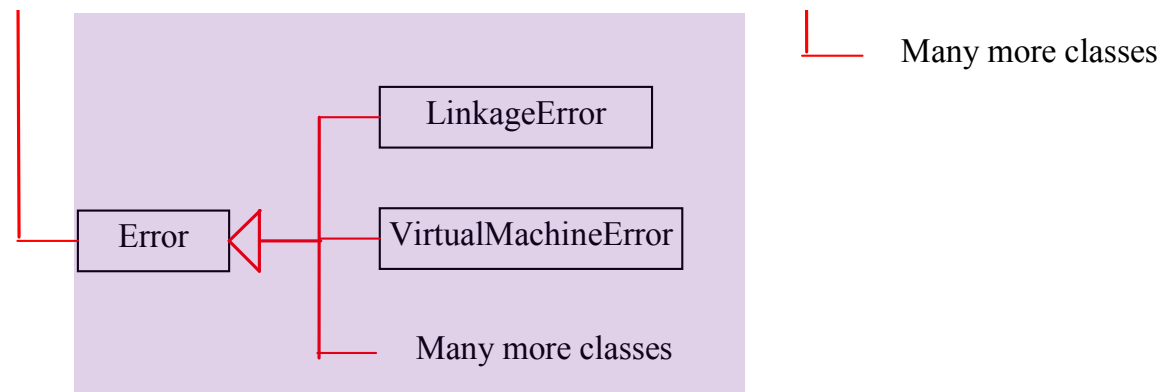 Many more classes
LinkageError
Error
VirtualMachineError
Many more classes